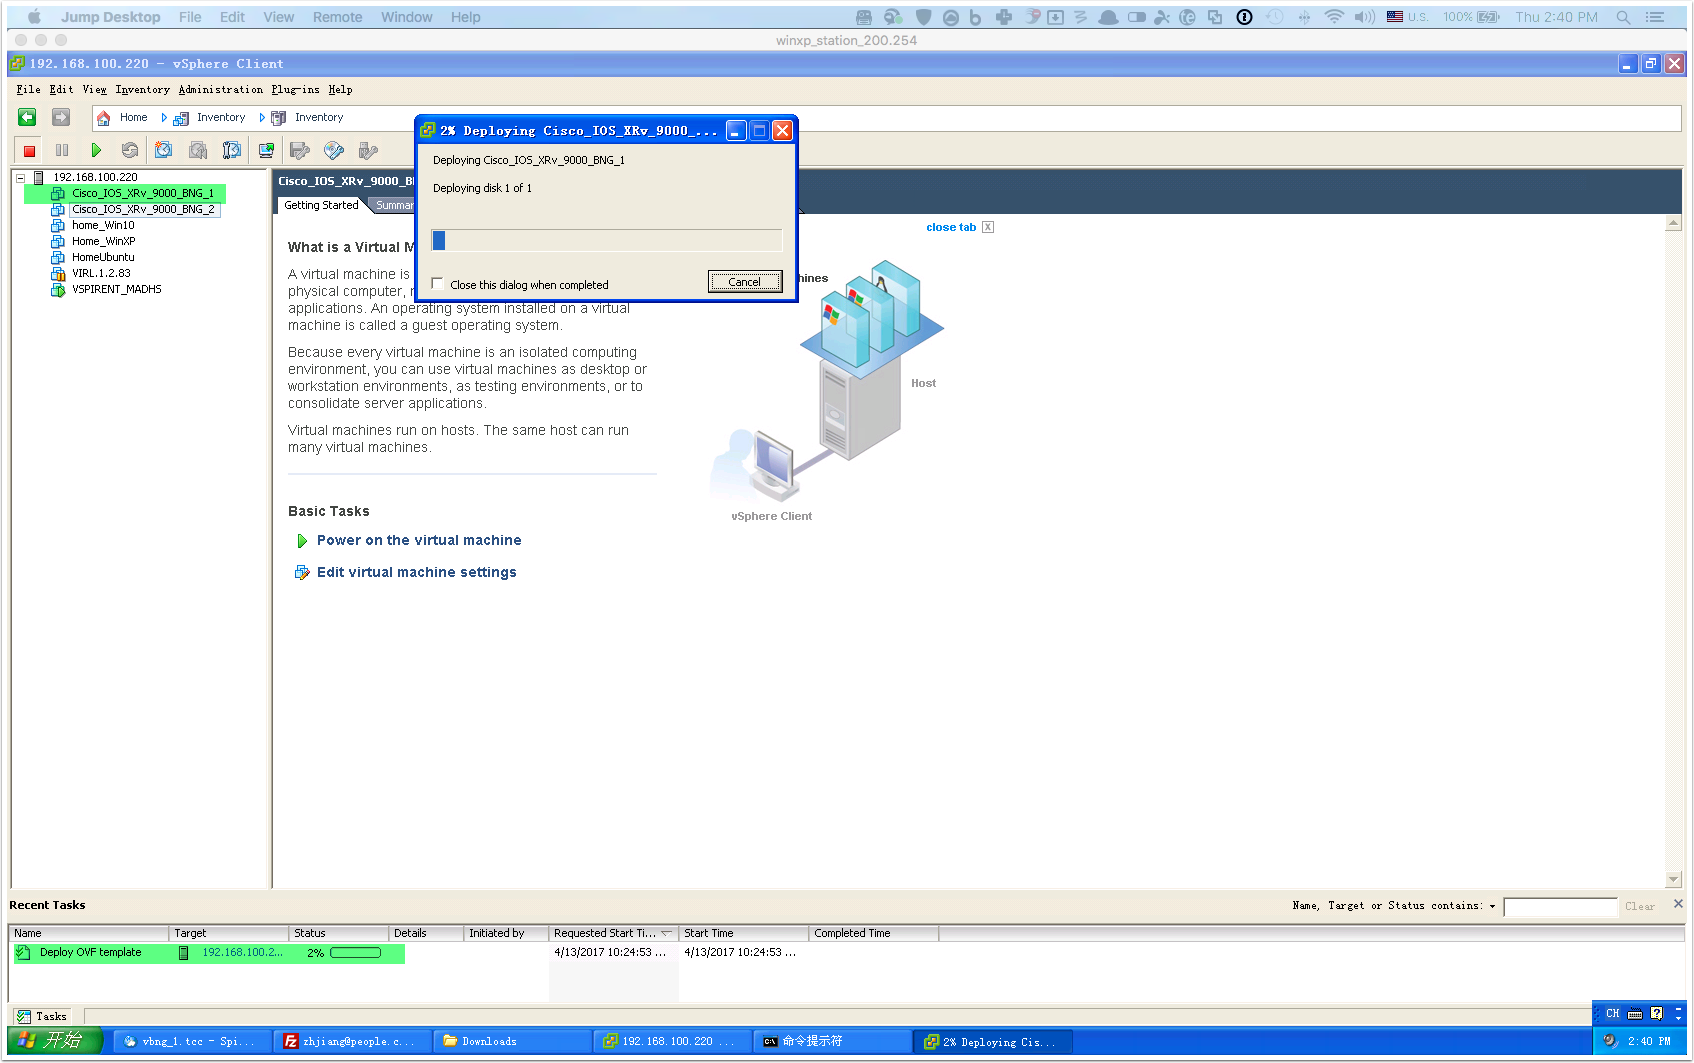 Jump Desktop File Edit View Remote Window Help U.S. 100% Thu 2:40 PM
winxp_station_200.254
192.168.100.220 - vSphere Client
File Edit View Inventory Administration Plug-ins Help
Home Inventory Inventory
2% Deploying Cisco_IOS_XRv_9000_...
Deploying Cisco_IOS_XRv_9000_BNG_1
Deploying disk 1 of 1
Close this dialog when completed
Cancel
192.168.100.220
Cisco_IOS_XRv_9000_BNG_1
Cisco_IOS_XRv_9000_BNG_2
home_Win10
Home_WinXP
HomeUbuntu
VIRL.1.2.83
VSPIRENT_MADHS
Cisco_IOS_XRv_9000_B
Getting Started Summar
close tab X
What is a Virtual M
A virtual machine is
physical computer,
applications. An operating system installed on a virtual
machine is called a guest operating system.
Because every virtual machine is an isolated computing
environment, you can use virtual machines as desktop or
workstation environments, as testing environments, or to
consolidate server applications.
Virtual machines run on hosts. The same host can run
many virtual machines.
Basic Tasks
Power on the virtual machine
Edit virtual machine settings
hines
Host
vSphere Client
Recent Tasks
Name, Target or Status contains: Clear
Name Target Status Details Initiated by Requested Start Ti... Start Time Completed Time
Deploy OVF template 192.168.100.2... 2% 4/13/2017 10:24:53 ... 4/13/2017 10:24:53 ...
Tasks
CH
开始 vbng_1.tcc - Spi... zhjiang@people.c... Downloads 192.168.100.220 ... 命令提示符 2% Deploying Cis... 2:40 PM